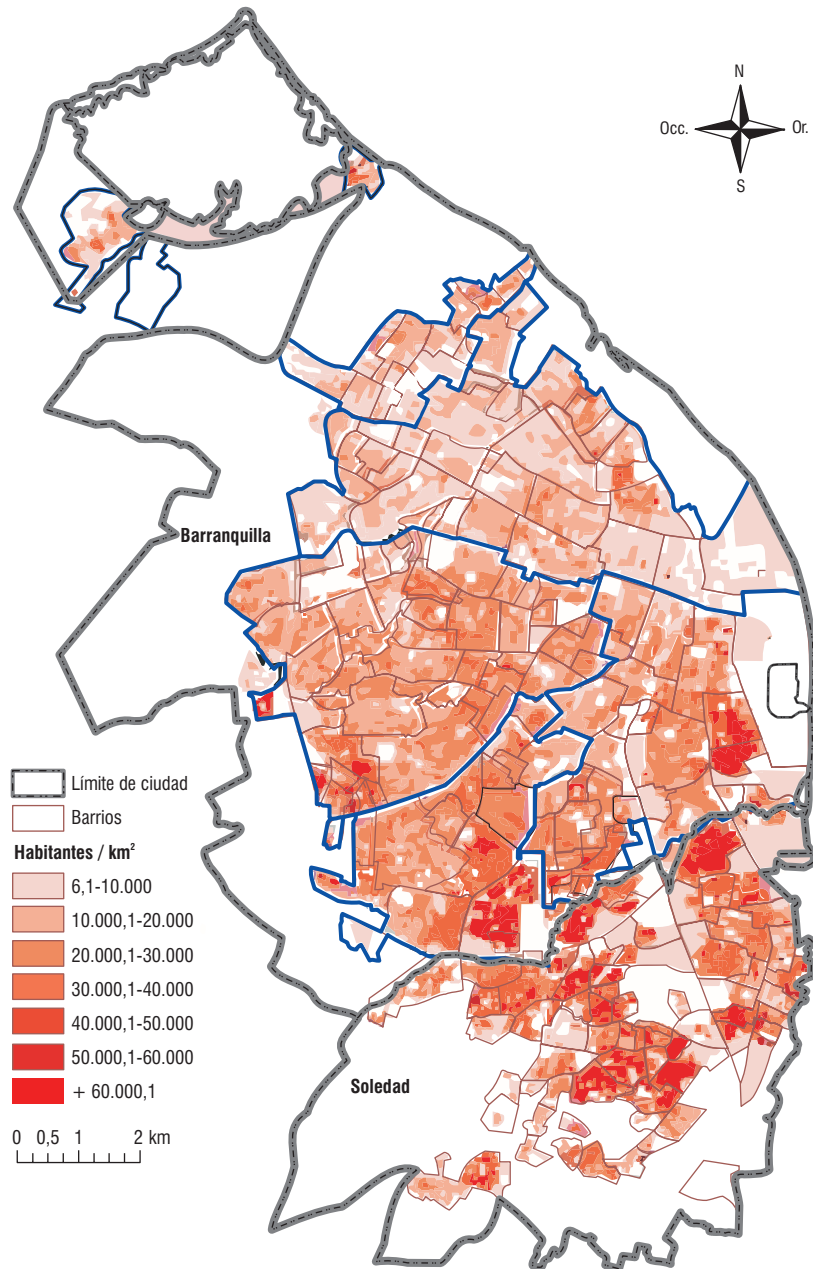 N
Occ. Or.
S
Barranquilla
Límite de ciudad
Barrios
Habitantes / km²
6,1-10.000
10.000,1-20.000
20.000,1-30.000
30.000,1-40.000
40.000,1-50.000
50.000,1-60.000
+ 60.000,1
Soledad
0 0,5 1 2 km